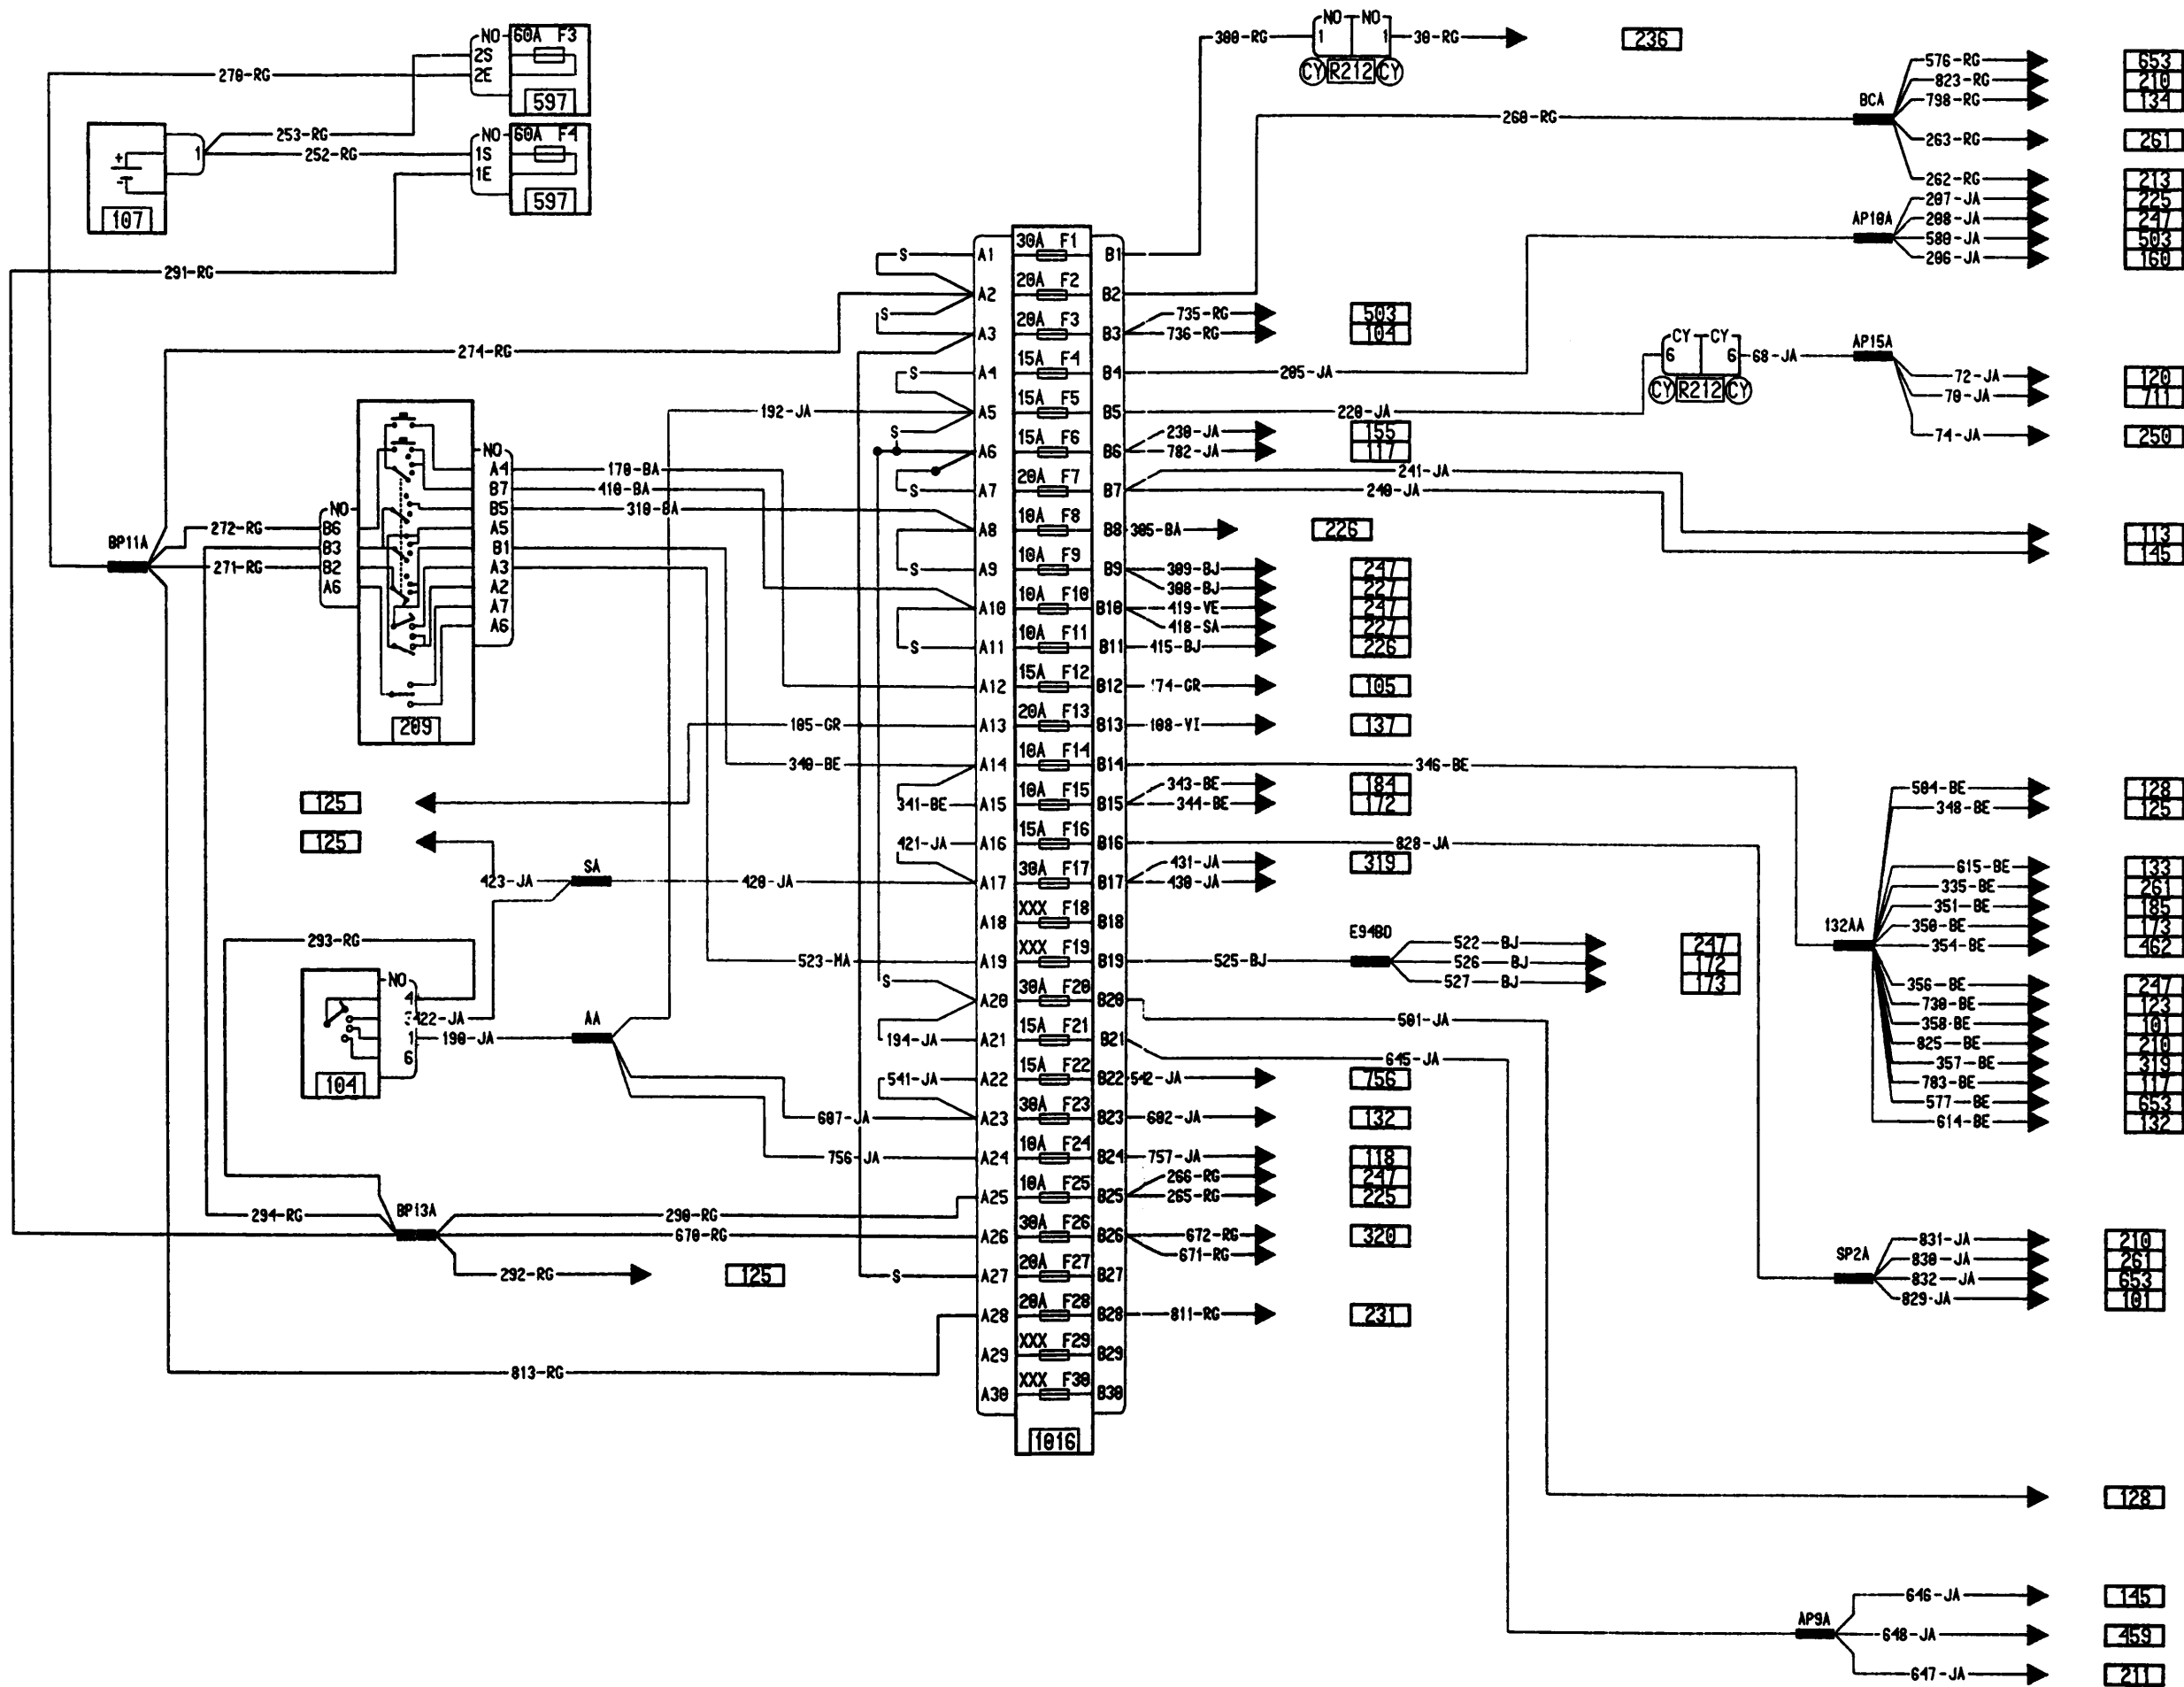 300-RG
NO NO
1 1
30-RG
236
CY R212 CY
NO 60A F3
2S
2E
597
270-RG
253-RG
252-RG
NO 60A F4
1S
1E
597
+
-
1
107
291-RG
274-RG
BP11A
272-RG
271-RG
NO
B6
B3
B2
A6
209
NO
A4
B7
B5
A5
B1
A3
A2
A7
A6
170-BA
410-BA
310-BA
192-JA
105-GR
340-BE
125
125
423-JA
SA
420-JA
293-RG
523-MA
NO
4
1
6
422-JA
190-JA
104
AA
607-JA
756-JA
294-RG
BP13A
290-RG
670-RG
292-RG
125
813-RG
S
S
S
S
S
S
S
341-BE
421-JA
S
194-JA
541-JA
S
A1 30A F1 B1
A2 20A F2 B2
A3 20A F3 B3
A4 15A F4 B4
A5 15A F5 B5
A6 15A F6 B6
A7 20A F7 B7
A8 10A F8 B8
A9 10A F9 B9
A10 10A F10 B10
A11 10A F11 B11
A12 15A F12 B12
A13 20A F13 B13
A14 10A F14 B14
A15 10A F15 B15
A16 15A F16 B16
A17 30A F17 B17
A18 XXX F18 B18
A19 XXX F19 B19
A20 30A F20 B20
A21 15A F21 B21
A22 15A F22 B22
A23 30A F23 B23
A24 10A F24 B24
A25 10A F25 B25
A26 30A F26 B26
A27 20A F27 B27
A28 20A F28 B28
A29 XXX F29 B29
A30 XXX F30 B30
1016
260-RG
BCA
576-RG 653
823-RG 210
798-RG 134
263-RG 261
262-RG 213
AP10A
207-JA 225
208-JA 247
580-JA 503
206-JA 160
735-RG 503
736-RG 104
205-JA
220-JA
CY CY
6 6
68-JA
CY R212 CY
AP15A
72-JA 120
70-JA 711
74-JA 250
230-JA 155
782-JA 117
241-JA
240-JA
113
145
305-BA 226
309-BJ 247
308-BJ 227
419-VE 247
418-SA 227
415-BJ 226
74-GR 105
108-VI 137
346-BE
343-BE 184
344-BE 172
828-JA
431-JA 319
430-JA
132AA
504-BE 128
348-BE 125
615-BE 133
335-BE 261
351-BE 185
350-BE 173
354-BE 462
356-BE 247
730-BE 123
358-BE 101
825-BE 210
357-BE 319
783-BE 117
577-BE 653
614-BE 132
525-BJ
E94BD
522-BJ 247
526-BJ 172
527-BJ 173
501-JA
645-JA
542-JA 756
602-JA 132
757-JA 118
266-RG 247
265-RG 225
672-RG 320
671-RG
811-RG 231
SP2A
831-JA 210
830-JA 261
832-JA 653
829-JA 101
128
AP9A
646-JA 145
648-JA 459
647-JA 211